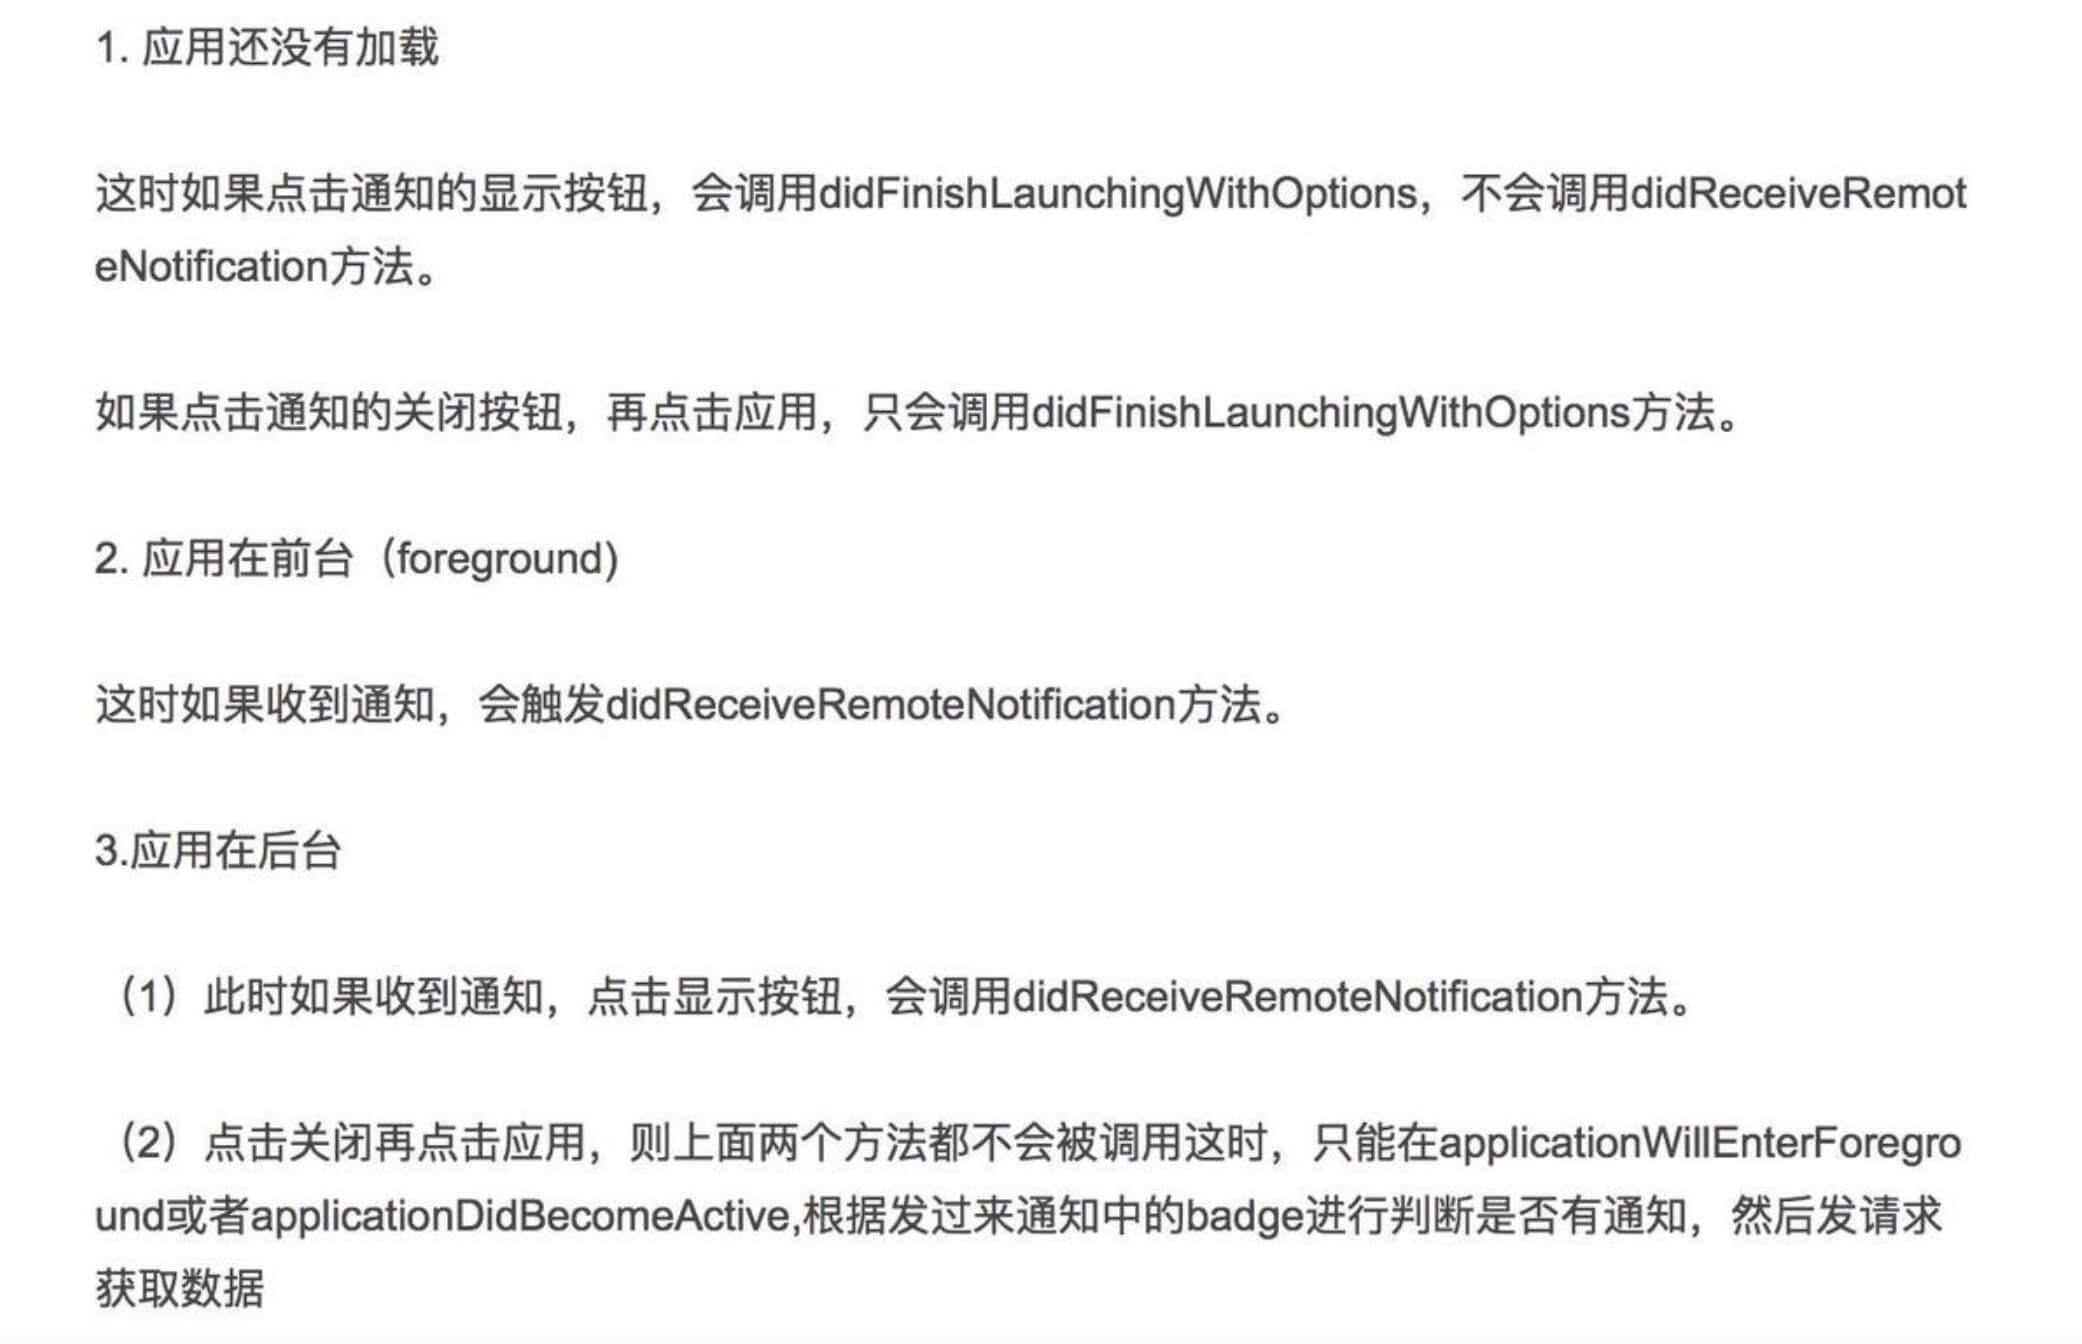 1. 应用还没有加载
这时如果点击通知的显示按钮，会调用didFinishLaunchingWithOptions，不会调用didReceiveRemot
eNotification方法。
如果点击通知的关闭按钮，再点击应用，只会调用didFinishLaunchingWithOptions方法。
2. 应用在前台（foreground)
这时如果收到通知，会触发didReceiveRemoteNotification方法。
3.应用在后台
（1）此时如果收到通知，点击显示按钮，会调用didReceiveRemoteNotification方法。
（2）点击关闭再点击应用，则上面两个方法都不会被调用这时，只能在applicationWillEnterForegro
und或者applicationDidBecomeActive,根据发过来通知中的badge进行判断是否有通知，然后发请求
获取数据